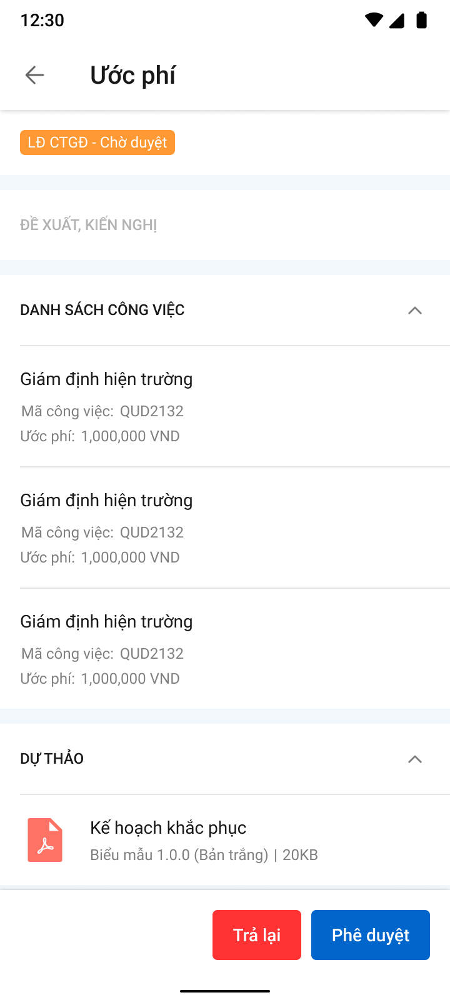 12:30
Ước phí
LĐ CTGĐ - Chờ duyệt
ĐỀ XUẤT, KIẾN NGHỊ
DANH SÁCH CÔNG VIỆC
Giám định hiện trường
Mã công việc: QUD2132
Ước phí: 1,000,000 VND
Giám định hiện trường
Mã công việc: QUD2132
Ước phí: 1,000,000 VND
Giám định hiện trường
Mã công việc: QUD2132
Ước phí: 1,000,000 VND
DỰ THẢO
Kế hoạch khắc phục
Biểu mẫu 1.0.0 (Bản trắng) | 20KB
Trả lại
Phê duyệt